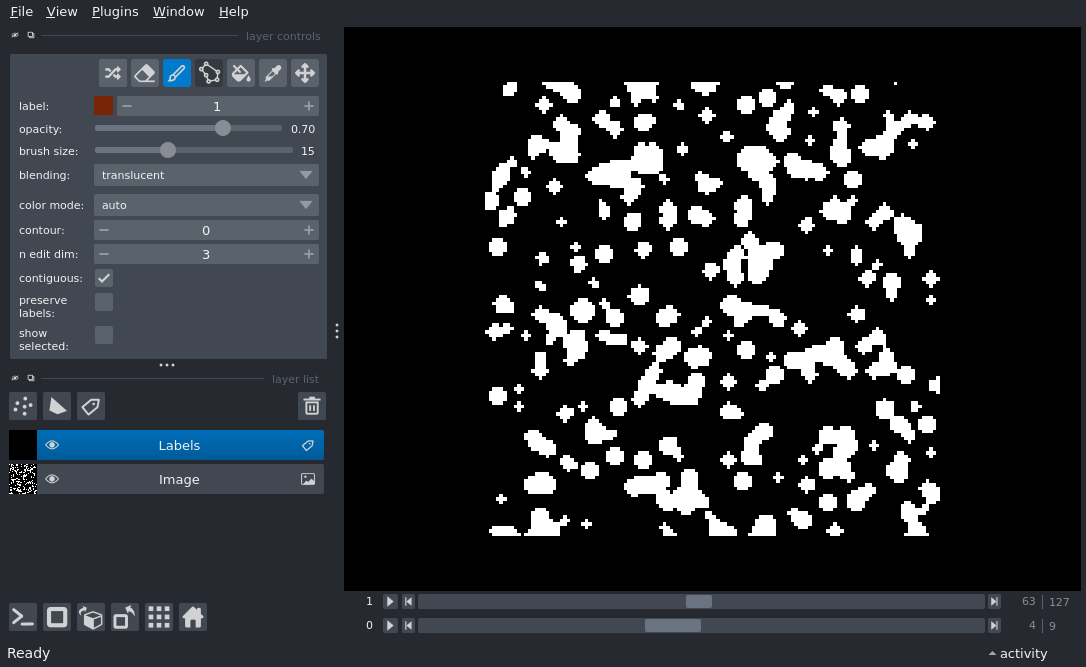 File View Plugins Window Help
layer controls
label: 1
opacity: 0.70
brush size: 15
blending: translucent
color mode: auto
contour: 0
n edit dim: 3
contiguous:
preserve
labels:
show
selected:
layer list
Labels
Image
1 63 127
0 4 9
Ready activity